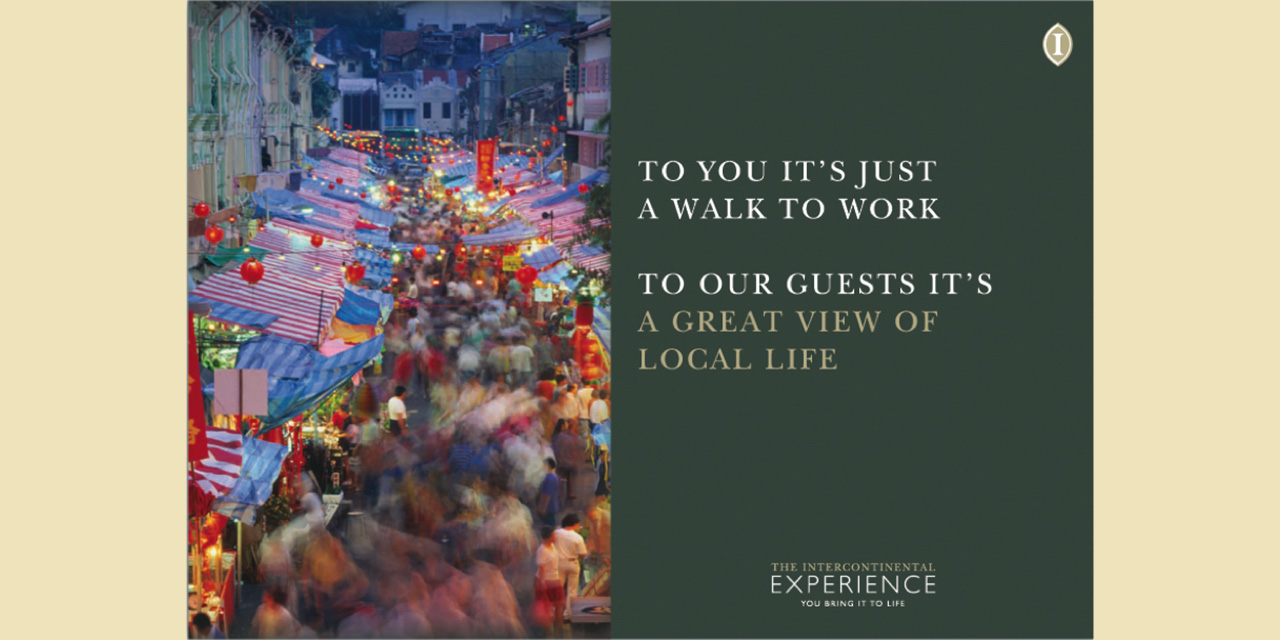 I
TO YOU IT’S JUST
A WALK TO WORK
TO OUR GUESTS IT’S
A GREAT VIEW OF
LOCAL LIFE
THE INTERCONTINENTAL
EXPERIENCE
YOU BRING IT TO LIFE